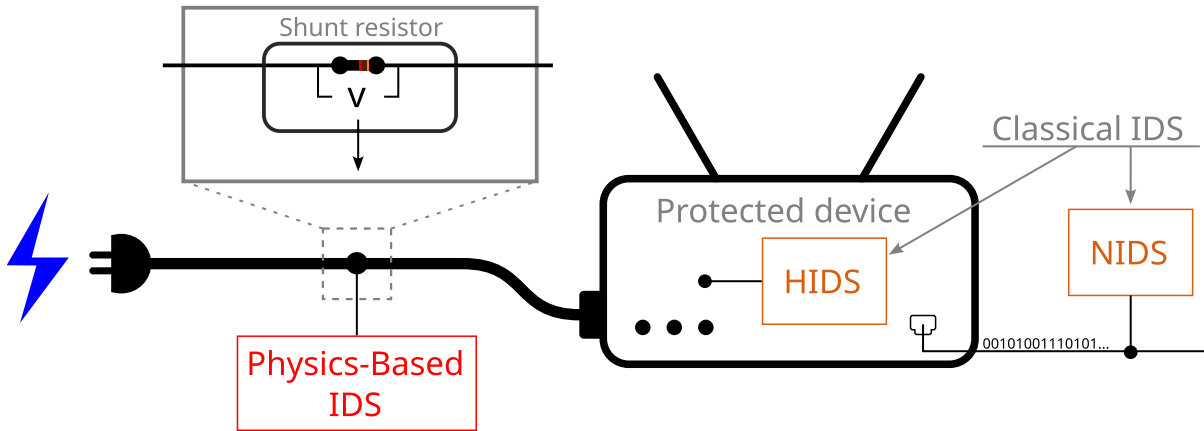 Shunt resistor
V
Classical IDS
Protected device
HIDS
NIDS
00101001110101...
Physics-Based
IDS